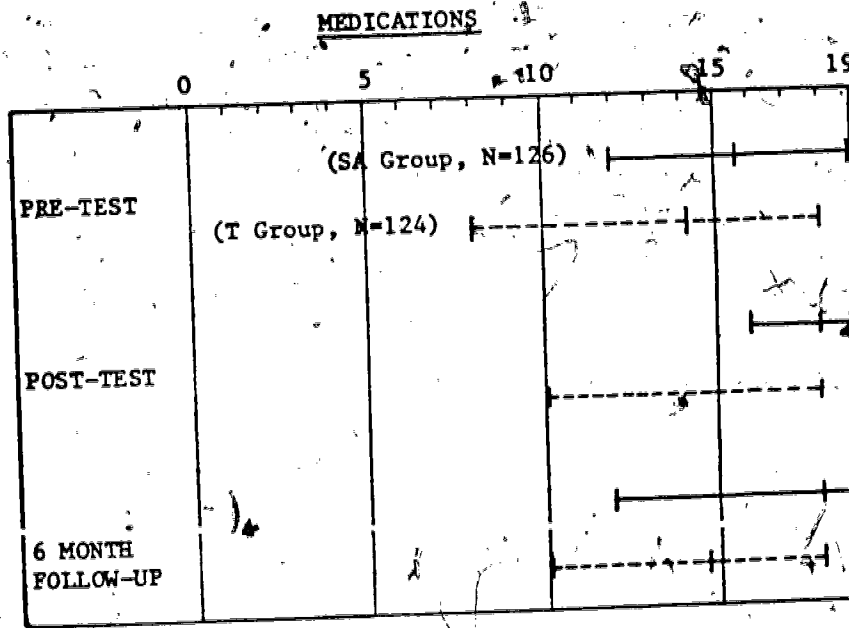 MEDICATIONS
0 5 10 15 19
(SA Group, N=126)
PRE-TEST
(T Group, N=124)
POST-TEST
6 MONTH
FOLLOW-UP